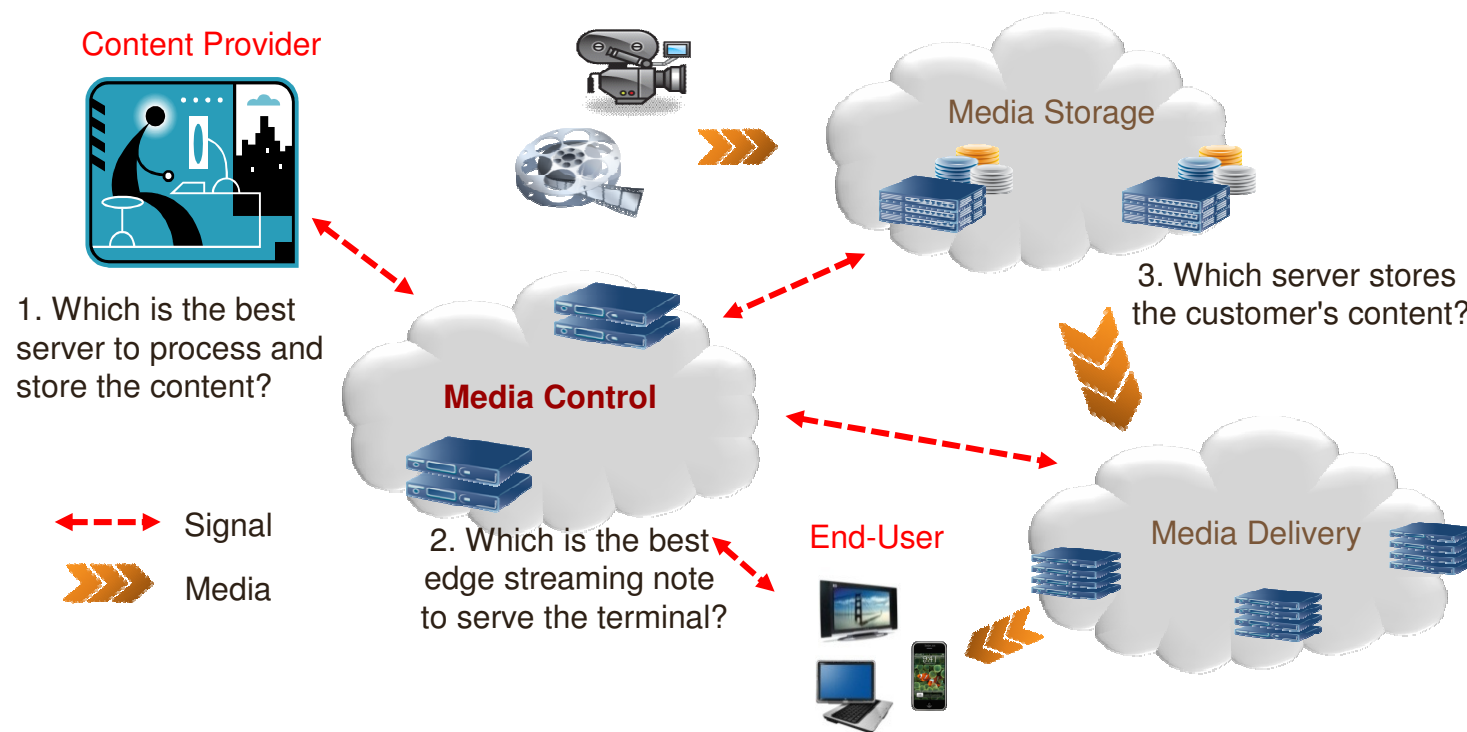 Content Provider
Media Storage
1. Which is the best
server to process and
store the content?
3. Which server stores
the customer's content?
Media Control
Signal
Media
2. Which is the best
edge streaming note
to serve the terminal?
End-User
Media Delivery